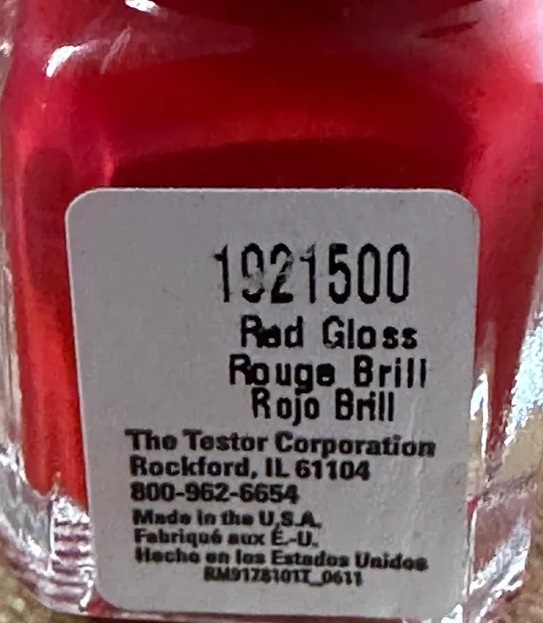 1921500
Red Gloss
Rouge Brill
Rojo Brill
The Testor Corporation
Rockford, IL 61104
800-962-6654
Made in the U.S.A.
Fabriqué aux É.-U.
Hecho en los Estados Unidos
RM9178101T_0611